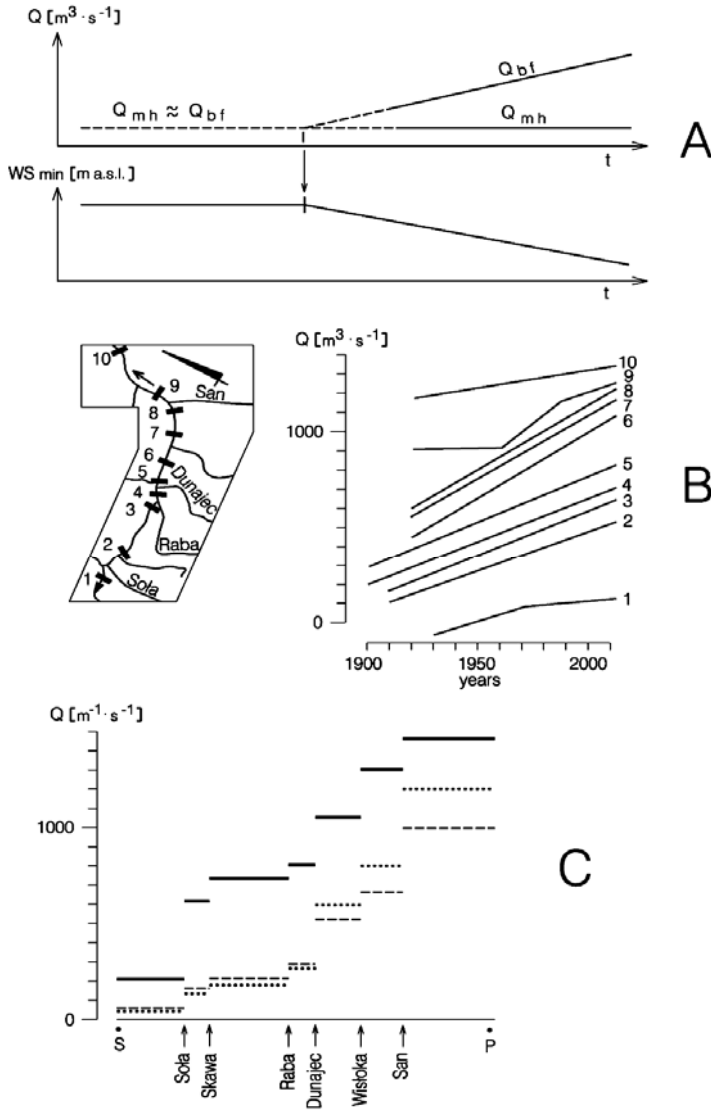 Q [m³ · s⁻¹]
Q bf
Q mh ≈ Q bf
Q mh
A
t
WS min [m a.s.l.]
t
10
9
San
8
7
6
5
4
3
Dunajec
Raba
2
1
Soła
Q [m³ · s⁻¹]
10
9
8
7
6
5
4
3
2
1
1000
0
1900
1950
2000
years
B
Q [m⁻¹ · s⁻¹]
1000
0
C
S
Soła
Skawa
Raba
Dunajec
Wisłoka
San
P